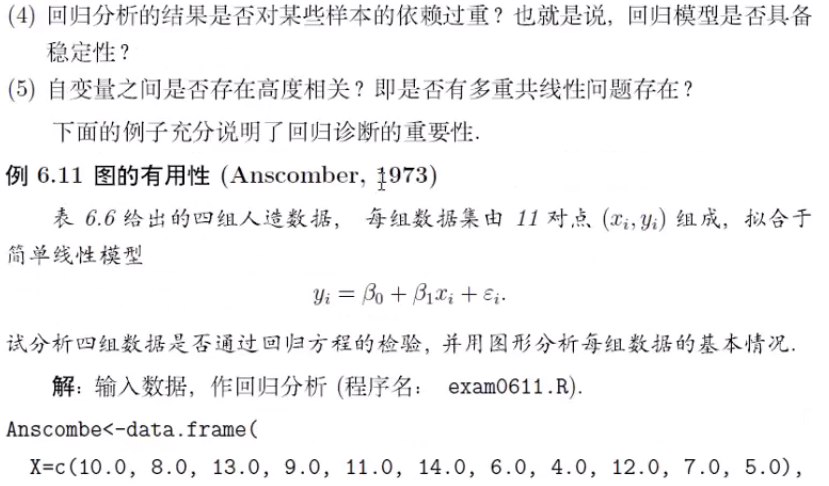 (4) 回归分析的结果是否对某些样本的依赖过重？也就是说，回归模型是否具备
稳定性？
(5) 自变量之间是否存在高度相关？即是否有多重共线性问题存在？
下面的例子充分说明了回归诊断的重要性.
例 6.11 图的有用性 (Anscomber, 1973)
表 6.6 给出的四组人造数据， 每组数据集由 11 对点 (xᵢ, yᵢ) 组成，拟合于
简单线性模型
yᵢ = β₀ + β₁xᵢ + εᵢ.
试分析四组数据是否通过回归方程的检验，并用图形分析每组数据的基本情况.
解：输入数据，作回归分析 (程序名： exam0611.R).
Anscombe<-data.frame(
X=c(10.0, 8.0, 13.0, 9.0, 11.0, 14.0, 6.0, 4.0, 12.0, 7.0, 5.0),